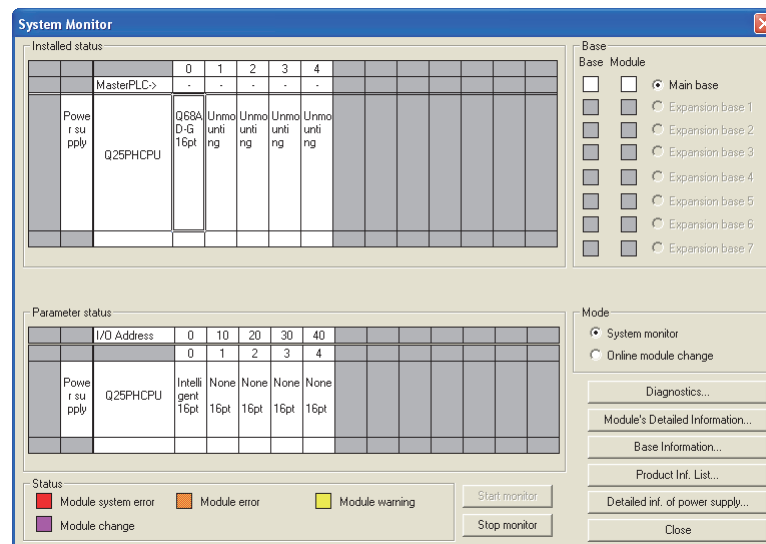 System Monitor
Installed status
0 1 2 3 4
MasterPLC-> - - - - -
Powe
r su
pply
Q25PHCPU
Q68A
D-G
16pt
Unmo
unti
ng
Unmo
unti
ng
Unmo
unti
ng
Unmo
unti
ng
Base
Base Module
Main base
Expansion base 1
Expansion base 2
Expansion base 3
Expansion base 4
Expansion base 5
Expansion base 6
Expansion base 7
Parameter status
I/O Address 0 10 20 30 40
0 1 2 3 4
Powe
r su
pply
Q25PHCPU
Intelli
gent
16pt
None
16pt
None
16pt
None
16pt
None
16pt
Mode
System monitor
Online module change
Diagnostics...
Module's Detailed Information...
Base Information...
Product Inf. List...
Detailed inf. of power supply...
Close
Status
Module system error
Module error
Module warning
Module change
Start monitor
Stop monitor